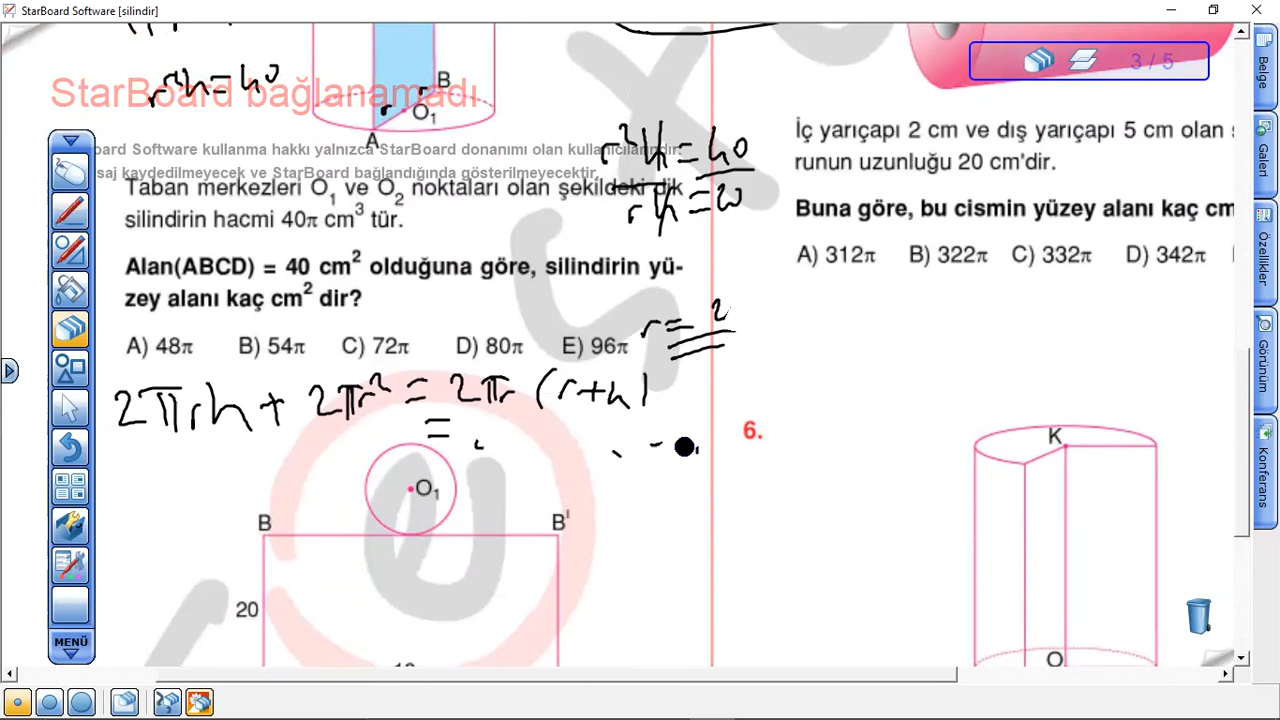 StarBoard Software [silindir]
r²h = 40
StarBoard bağlanamadı
B
r
r
O₁
A
board Software kullanma hakkı yalnızca StarBoard donanımı olan kullanıcılarındır.
saj kaydedilmeyecek ve StarBoard bağlandığında gösterilmeyecektir.
Taban merkezleri O₁ ve O₂ noktaları olan şekildeki dik
silindirin hacmi 40π cm³ tür.
Alan(ABCD) = 40 cm² olduğuna göre, silindirin yü-
zey alanı kaç cm² dir?
A) 48π B) 54π C) 72π D) 80π E) 96π
r²h = 40
rh = 20
r = 2
2πrh + 2πr² = 2πr (r+h)
=
O₁
B
B'
20
3 / 5
İç yarıçapı 2 cm ve dış yarıçapı 5 cm olan
runun uzunluğu 20 cm'dir.
Buna göre, bu cismin yüzey alanı kaç cm
A) 312π B) 322π C) 332π D) 342π
6.
K
O
MENÜ
Belge
Galeri
Özellikler
Görünüm
Konferans